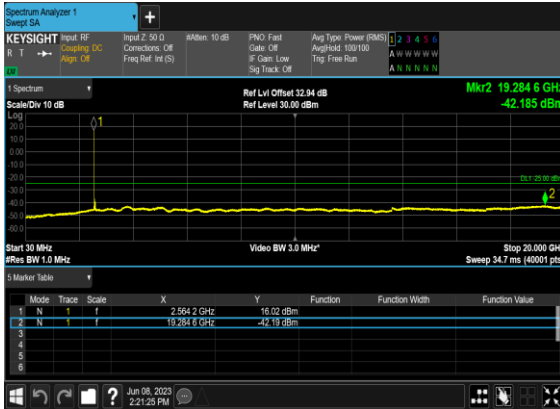 Spectrum Analyzer 1
Swept SA
+
KEYSIGHT Input: RF Input Z: 50 Ω #Atten: 10 dB PNO: Fast Avg Type: Power (RMS) 1 2 3 4 5 6
R T Coupling: DC Corrections: Off Gate: Off Avg|Hold: 100/100 A W W W W W
Align: Off Freq Ref: Int (S) IF Gain: Low Trig: Free Run
Sig Track: Off A N N N N N
1 Spectrum Ref Lvl Offset 32.94 dB Mkr2 19.284 6 GHz
Scale/Div 10 dB Ref Level 30.00 dBm -42.185 dBm
Log
20.0
10.0
0.00
-10.0
-20.0
-30.0
-40.0
-50.0
-60.0
1
DL1 -25.00 dBm
2
Start 30 MHz Video BW 3.0 MHz* Stop 20.000 GHz
#Res BW 1.0 MHz Sweep 34.7 ms (40001 pts)
5 Marker Table
Mode Trace Scale X Y Function Function Width Function Value
1 N 1 f 2.564 2 GHz 16.02 dBm
2 N 1 f 19.284 6 GHz -42.19 dBm
3
4
5
6
? Jun 08, 2023
2:21:25 PM